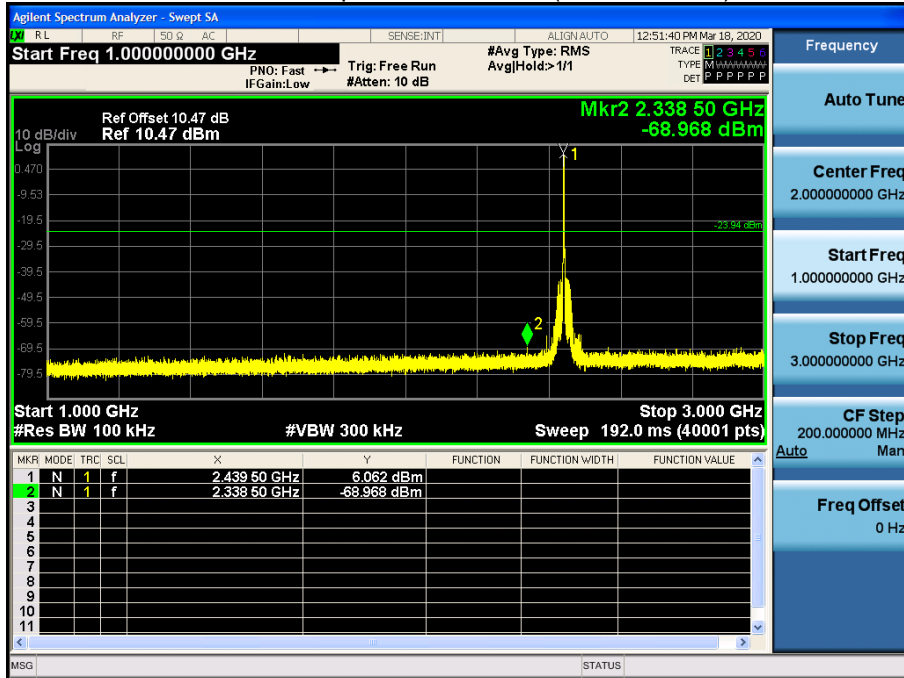 Agilent Spectrum Analyzer - Swept SA
LXI RL RF 50 Ω AC SENSE:INT ALIGN AUTO 12:51:40 PM Mar 18, 2020
Start Freq 1.000000000 GHz
PNO: Fast
IFGain:Low
Trig: Free Run
#Atten: 10 dB
#Avg Type: RMS
Avg|Hold:>1/1
TRACE 1 2 3 4 5 6
TYPE M WWWWW
DET P P P P P P
Mkr2 2.338 50 GHz
-68.968 dBm
Ref Offset 10.47 dB
10 dB/div Ref 10.47 dBm
Log
0.470
-9.53
-19.5
-29.5
-39.5
-49.5
-59.5
-69.5
-79.5
1
-23.94 dBm
2
Start 1.000 GHz Stop 3.000 GHz
#Res BW 100 kHz #VBW 300 kHz Sweep 192.0 ms (40001 pts)
MKR MODE TRC SCL X Y FUNCTION FUNCTION WIDTH FUNCTION VALUE
1 N 1 f 2.439 50 GHz 6.062 dBm
2 N 1 f 2.338 50 GHz -68.968 dBm
3
4
5
6
7
8
9
10
11
MSG STATUS
Frequency
Auto Tune
Center Freq
2.000000000 GHz
Start Freq
1.000000000 GHz
Stop Freq
3.000000000 GHz
CF Step
200.000000 MHz
Auto Man
Freq Offset
0 Hz